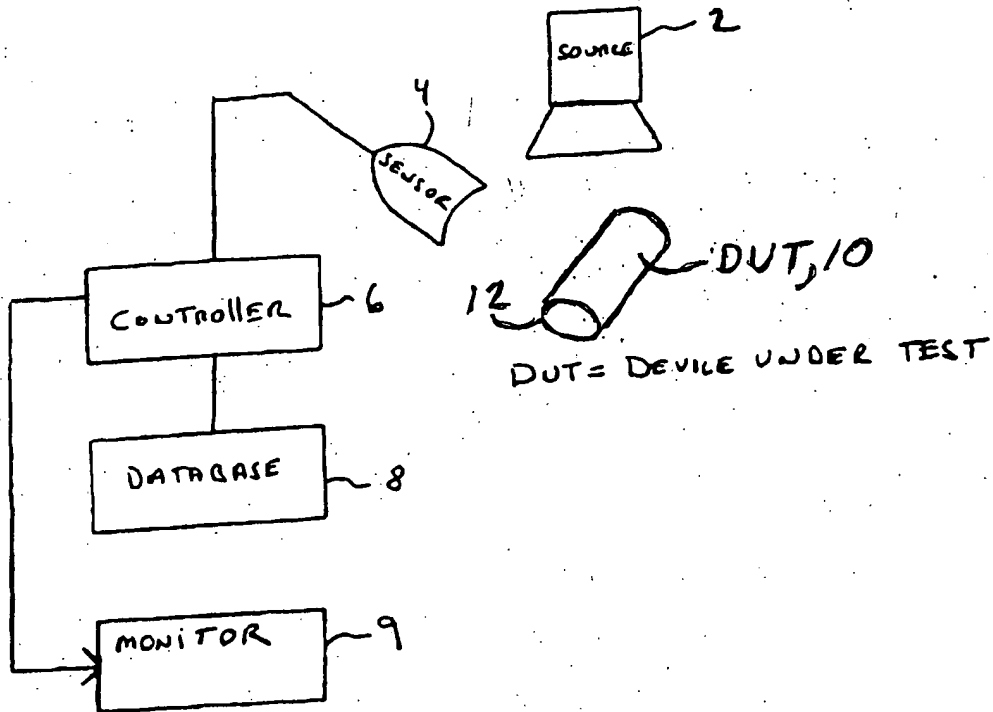 2
SOURCE
4
SENSOR
DUT, 10
CONTROLLER
6
12
DUT = DEVICE UNDER TEST
DATABASE
8
MONITOR
9